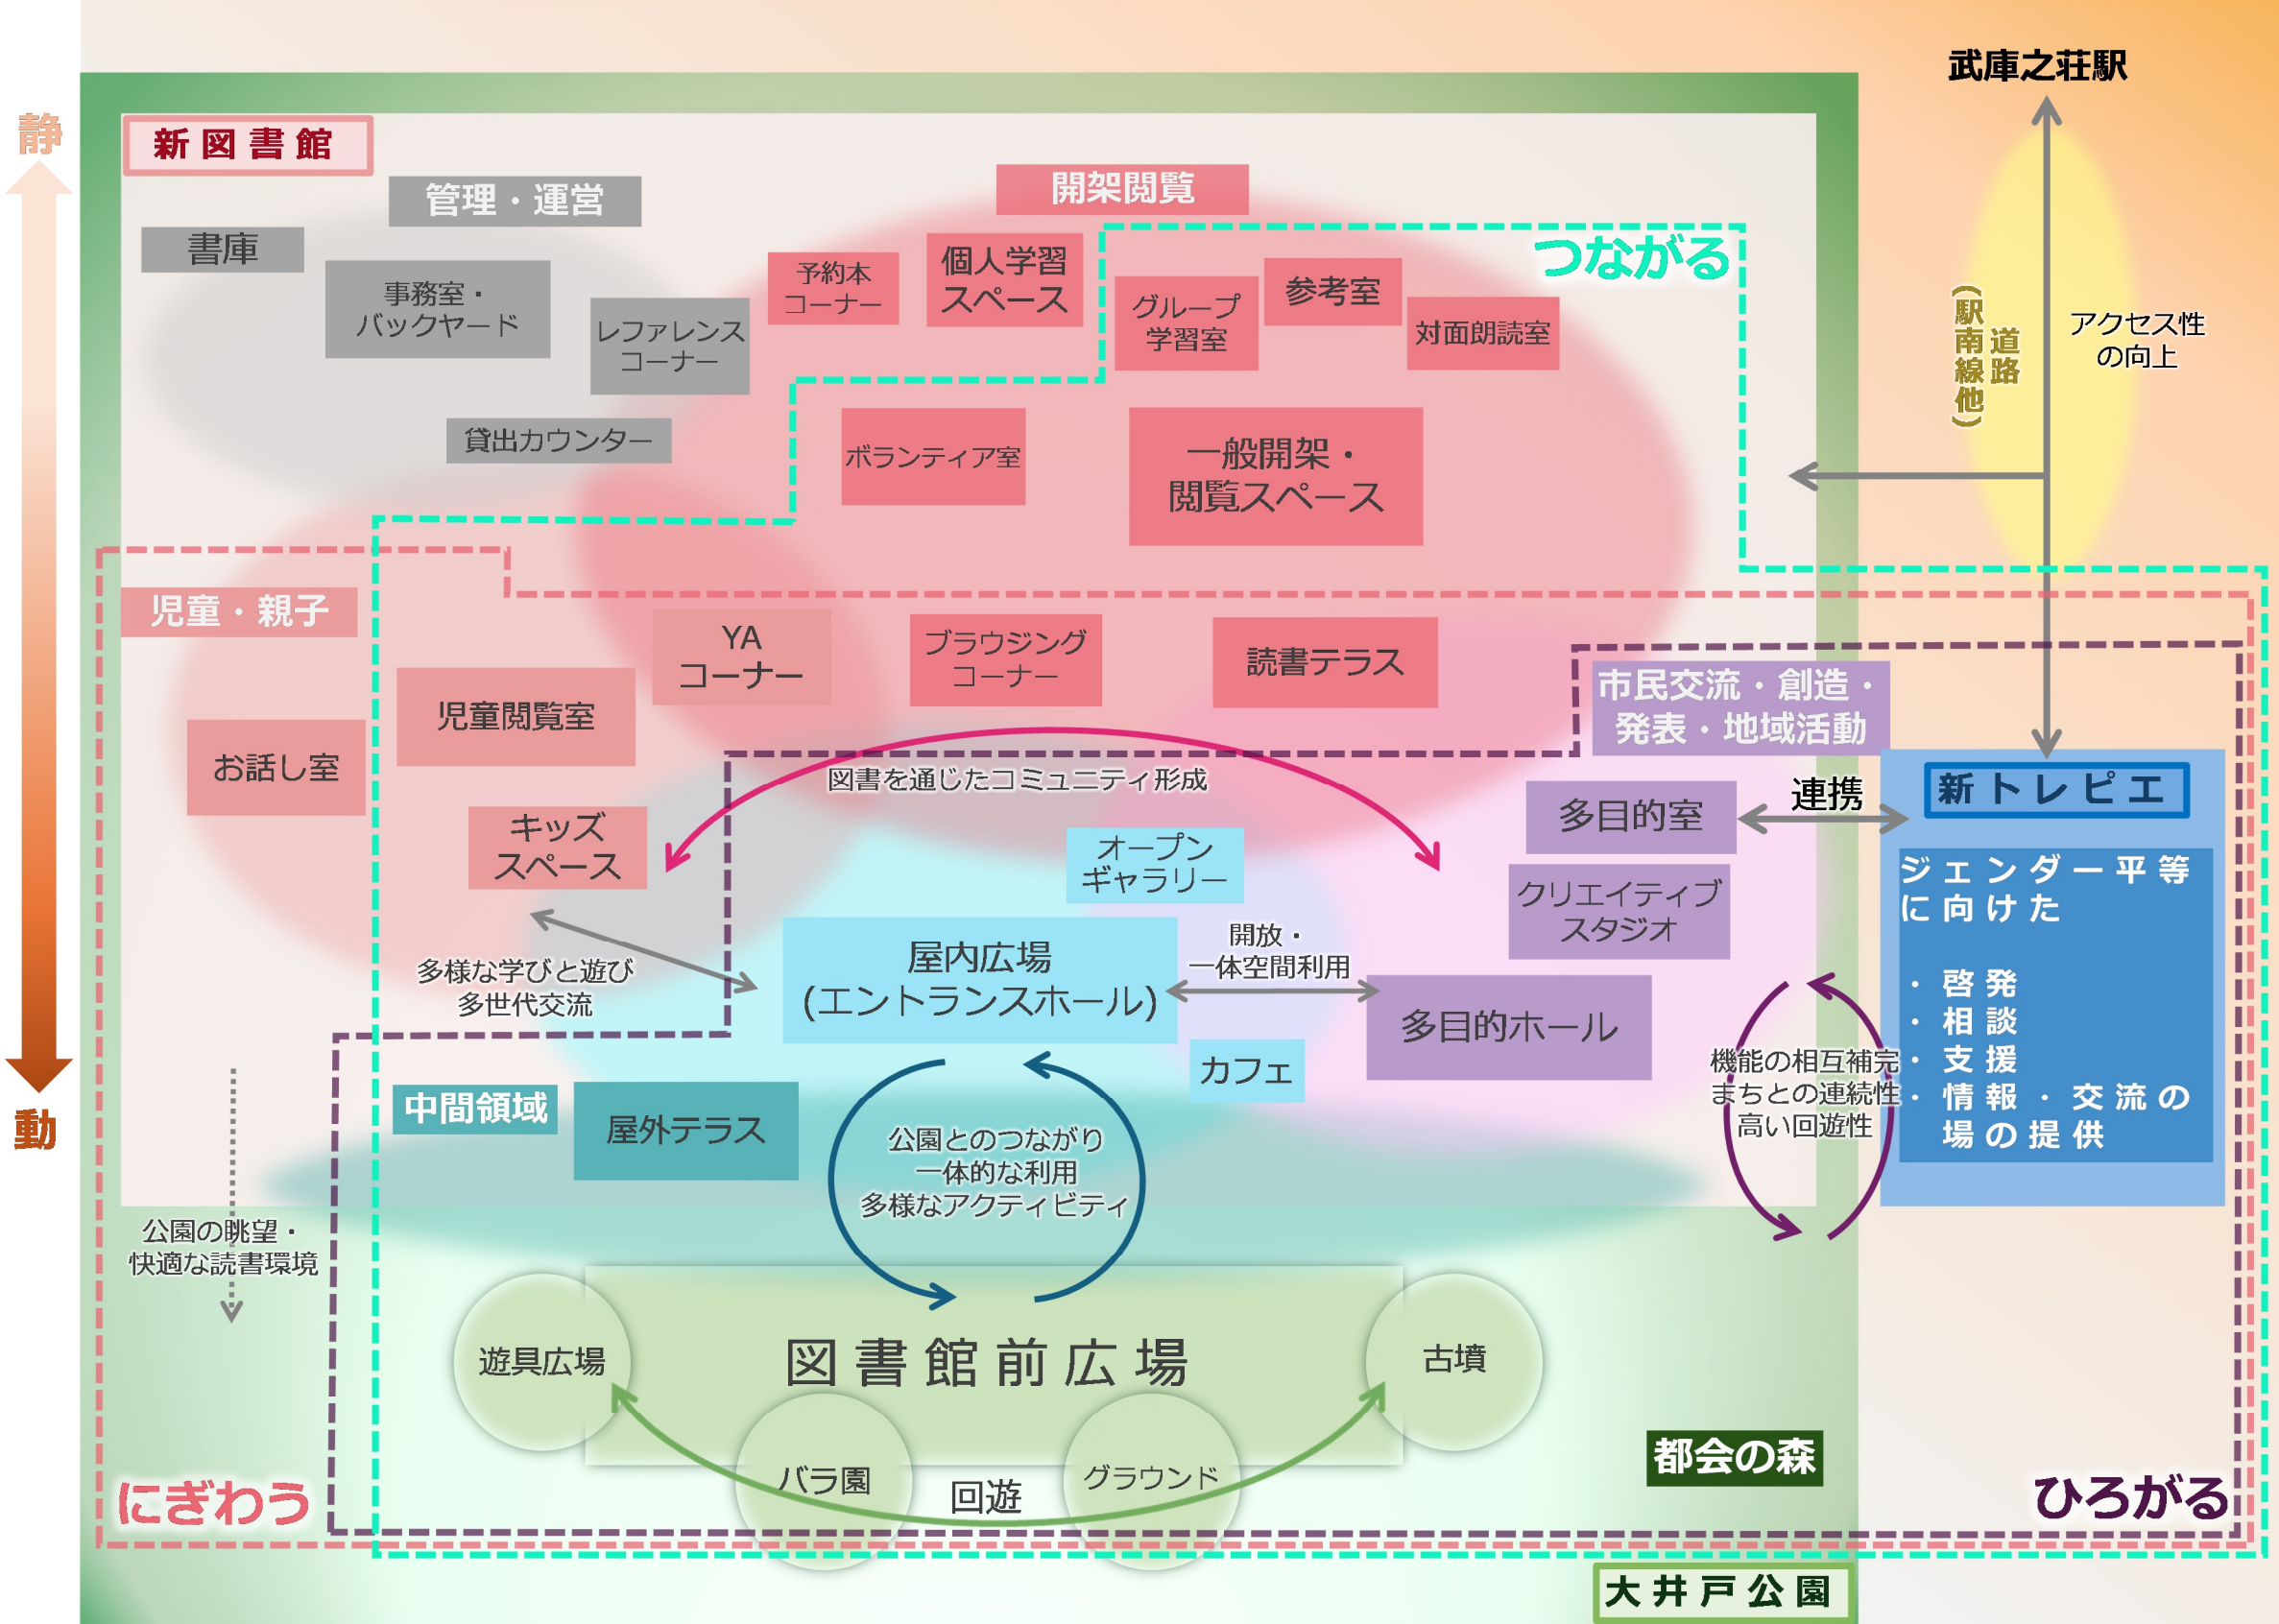 武庫之荘駅
静
新図書館
管理・運営
開架閲覧
つながる
書庫
事務室・
バックヤード
レファレンス
コーナー
貸出カウンター
予約本
コーナー
個人学習
スペース
グループ
学習室
参考室
対面朗読室
道路
(駅南線他)
アクセス性
の向上
ボランティア室
一般開架・
閲覧スペース
児童・親子
YA
コーナー
ブラウジング
コーナー
読書テラス
市民交流・創造・
発表・地域活動
児童閲覧室
お話し室
キッズ
スペース
図書を通じたコミュニティ形成
多目的室
連携
新トレピエ
オープン
ギャラリー
クリエイティブ
スタジオ
ジェンダー平等
に向けた
・啓発
・相談
・支援
・情報・交流の
場の提供
屋内広場
(エントランスホール)
開放・
一体空間利用
多様な学びと遊び
多世代交流
多目的ホール
カフェ
機能の相互補完
まちとの連続性
高い回遊性
動
中間領域
屋外テラス
公園とのつながり
一体的な利用
多様なアクティビティ
公園の眺望・
快適な読書環境
遊具広場
図書館前広場
古墳
バラ園
回遊
グラウンド
都会の森
にぎわう
ひろがる
大井戸公園